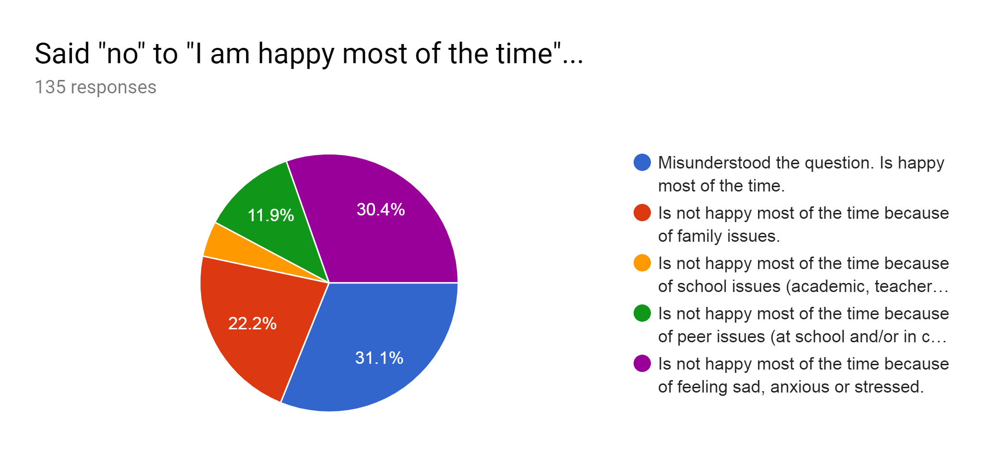 Said "no" to "I am happy most of the time"...
135 responses
30.4%
11.9%
22.2%
31.1%
Misunderstood the question. Is happy
most of the time.
Is not happy most of the time because
of family issues.
Is not happy most of the time because
of school issues (academic, teacher…
Is not happy most of the time because
of peer issues (at school and/or in c…
Is not happy most of the time because
of feeling sad, anxious or stressed.